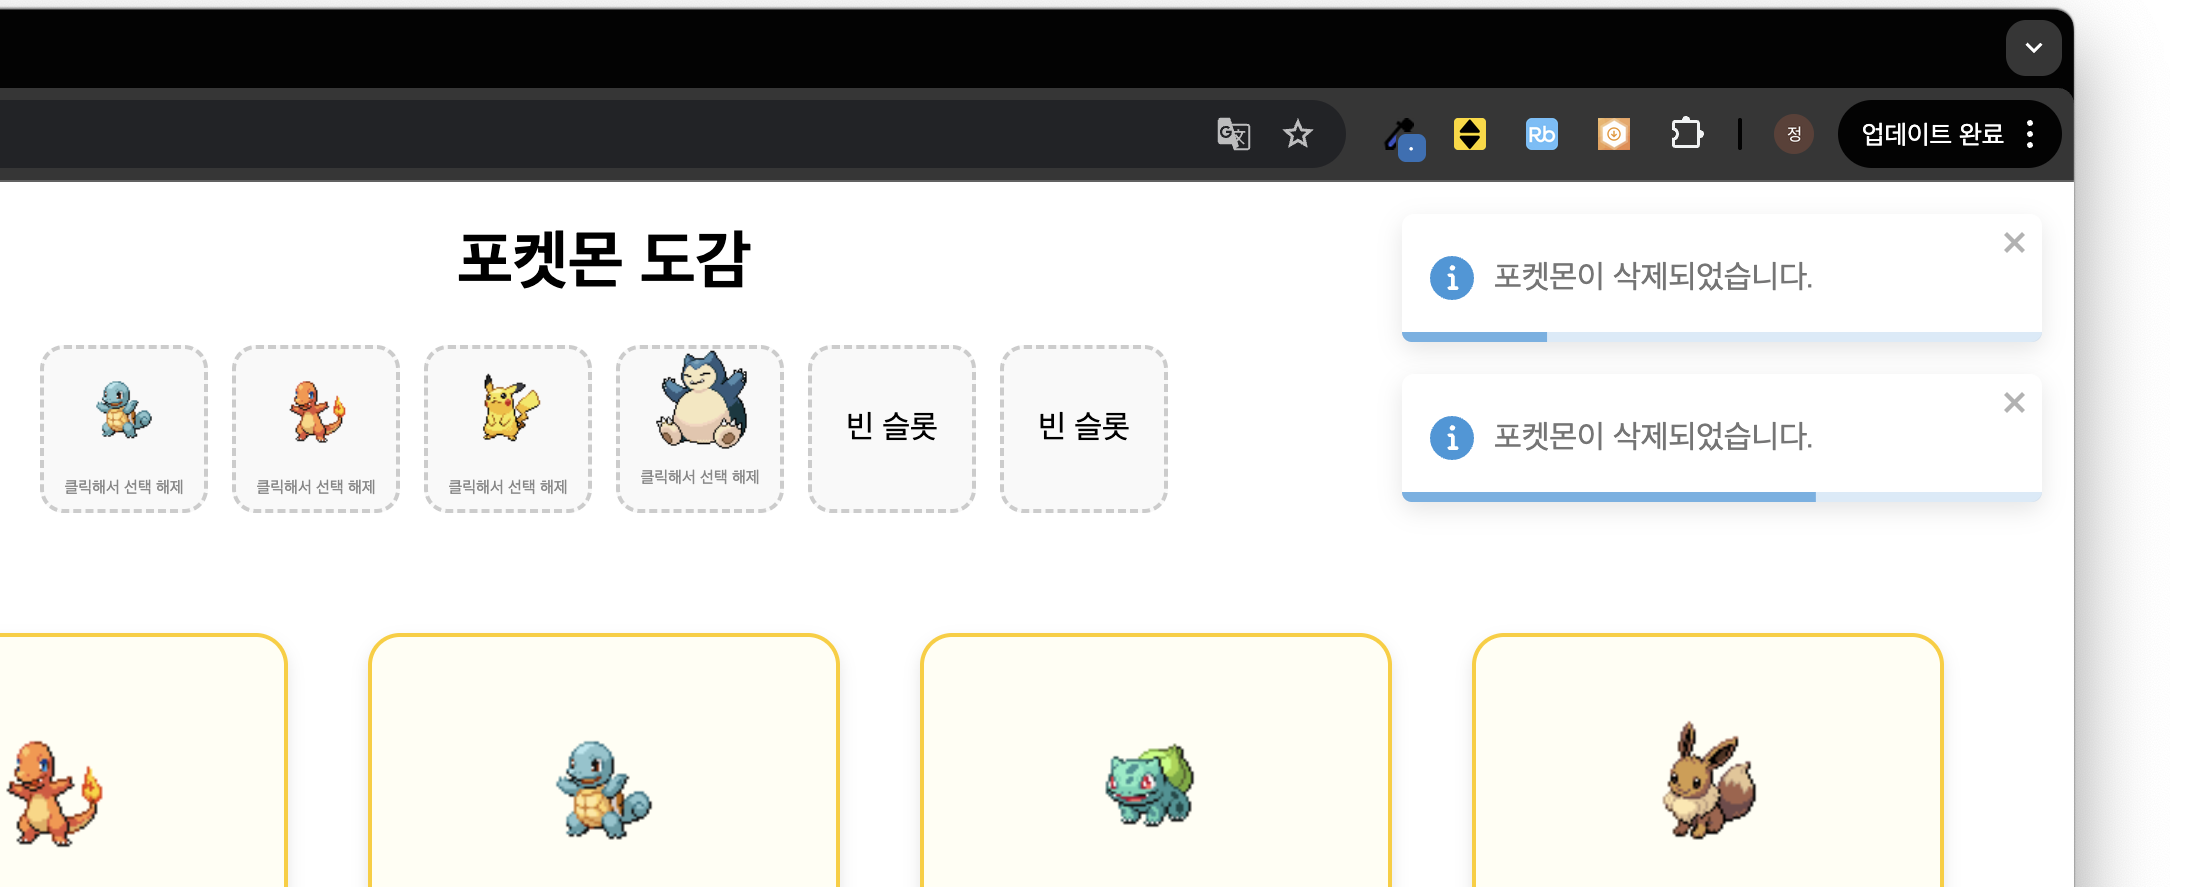 정
업데이트 완료
포켓몬 도감
포켓몬이 삭제되었습니다.
포켓몬이 삭제되었습니다.
클릭해서 선택 해제
클릭해서 선택 해제
클릭해서 선택 해제
클릭해서 선택 해제
빈 슬롯
빈 슬롯
Rb